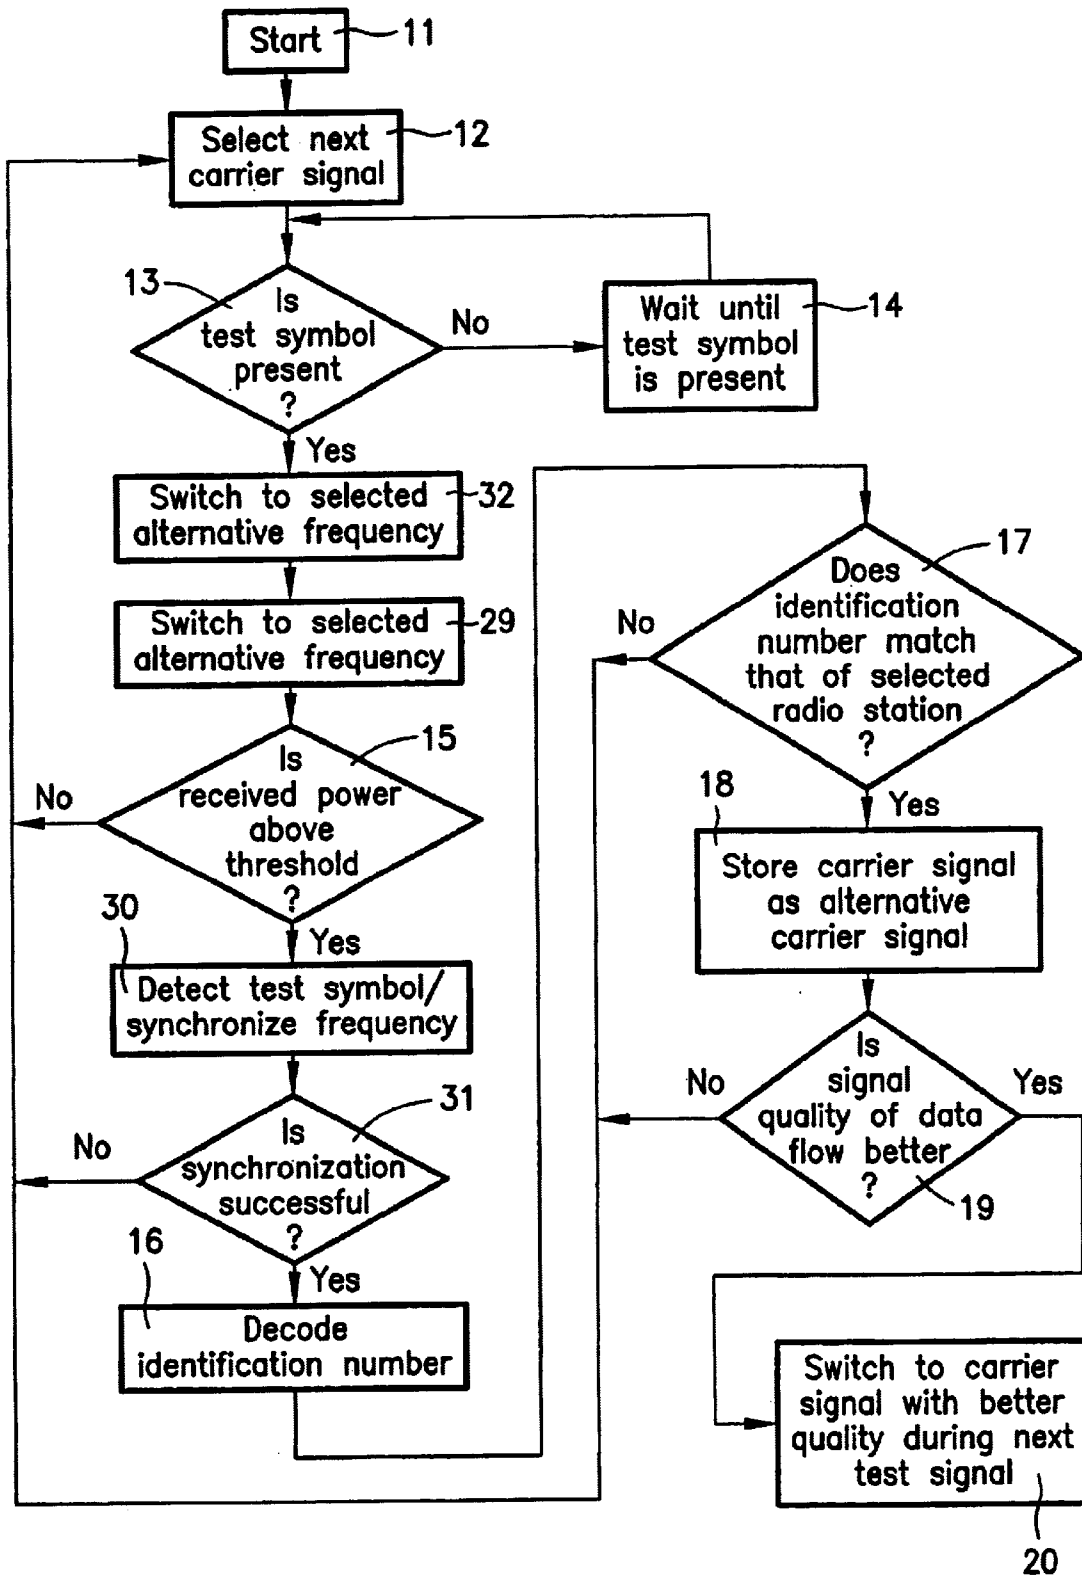 Start
11
Select next
carrier signal
12
13
Is
test symbol
present
?
No
Wait until
test symbol
is present
14
Yes
Switch to selected
alternative frequency
32
Switch to selected
alternative frequency
29
15
Is
received power
above
threshold
?
No
Yes
30
Detect test symbol/
synchronize frequency
31
Is
synchronization
successful
?
No
Yes
16
Decode
identification number
17
Does
identification
number match
that of selected
radio station
?
No
Yes
18
Store carrier signal
as alternative
carrier signal
Is
signal
quality of data
flow better
?
No
Yes
19
Switch to carrier
signal with better
quality during next
test signal
20